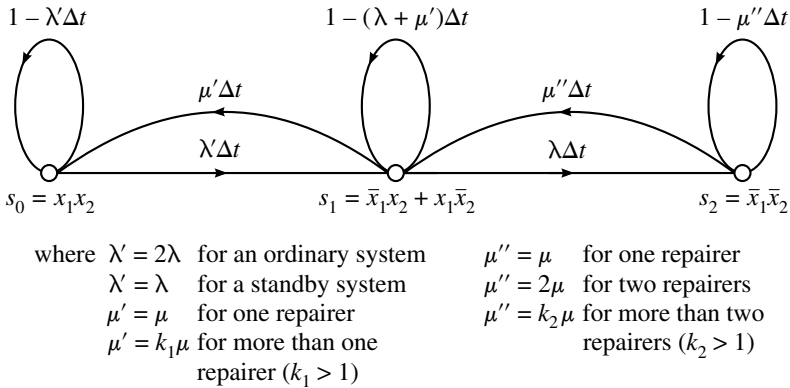 1 – λ′Δt
1 – (λ + μ′)Δt
1 – μ″Δt
μ′Δt
μ″Δt
λ′Δt
λΔt
s₀ = x₁x₂
s₁ = x̅₁x₂ + x₁x̅₂
s₂ = x̅₁x̅₂
where λ′ = 2λ for an ordinary system
λ′ = λ for a standby system
μ′ = μ for one repairer
μ′ = k₁μ for more than one
repairer (k₁ > 1)
μ″ = μ for one repairer
μ″ = 2μ for two repairers
μ″ = k₂μ for more than two
repairers (k₂ > 1)